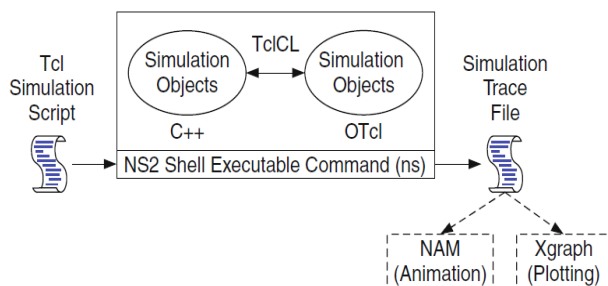 Tcl
Simulation
Script
TclCL
Simulation
Objects
Simulation
Objects
C++
OTcl
NS2 Shell Executable Command (ns)
Simulation
Trace
File
NAM
(Animation)
Xgraph
(Plotting)